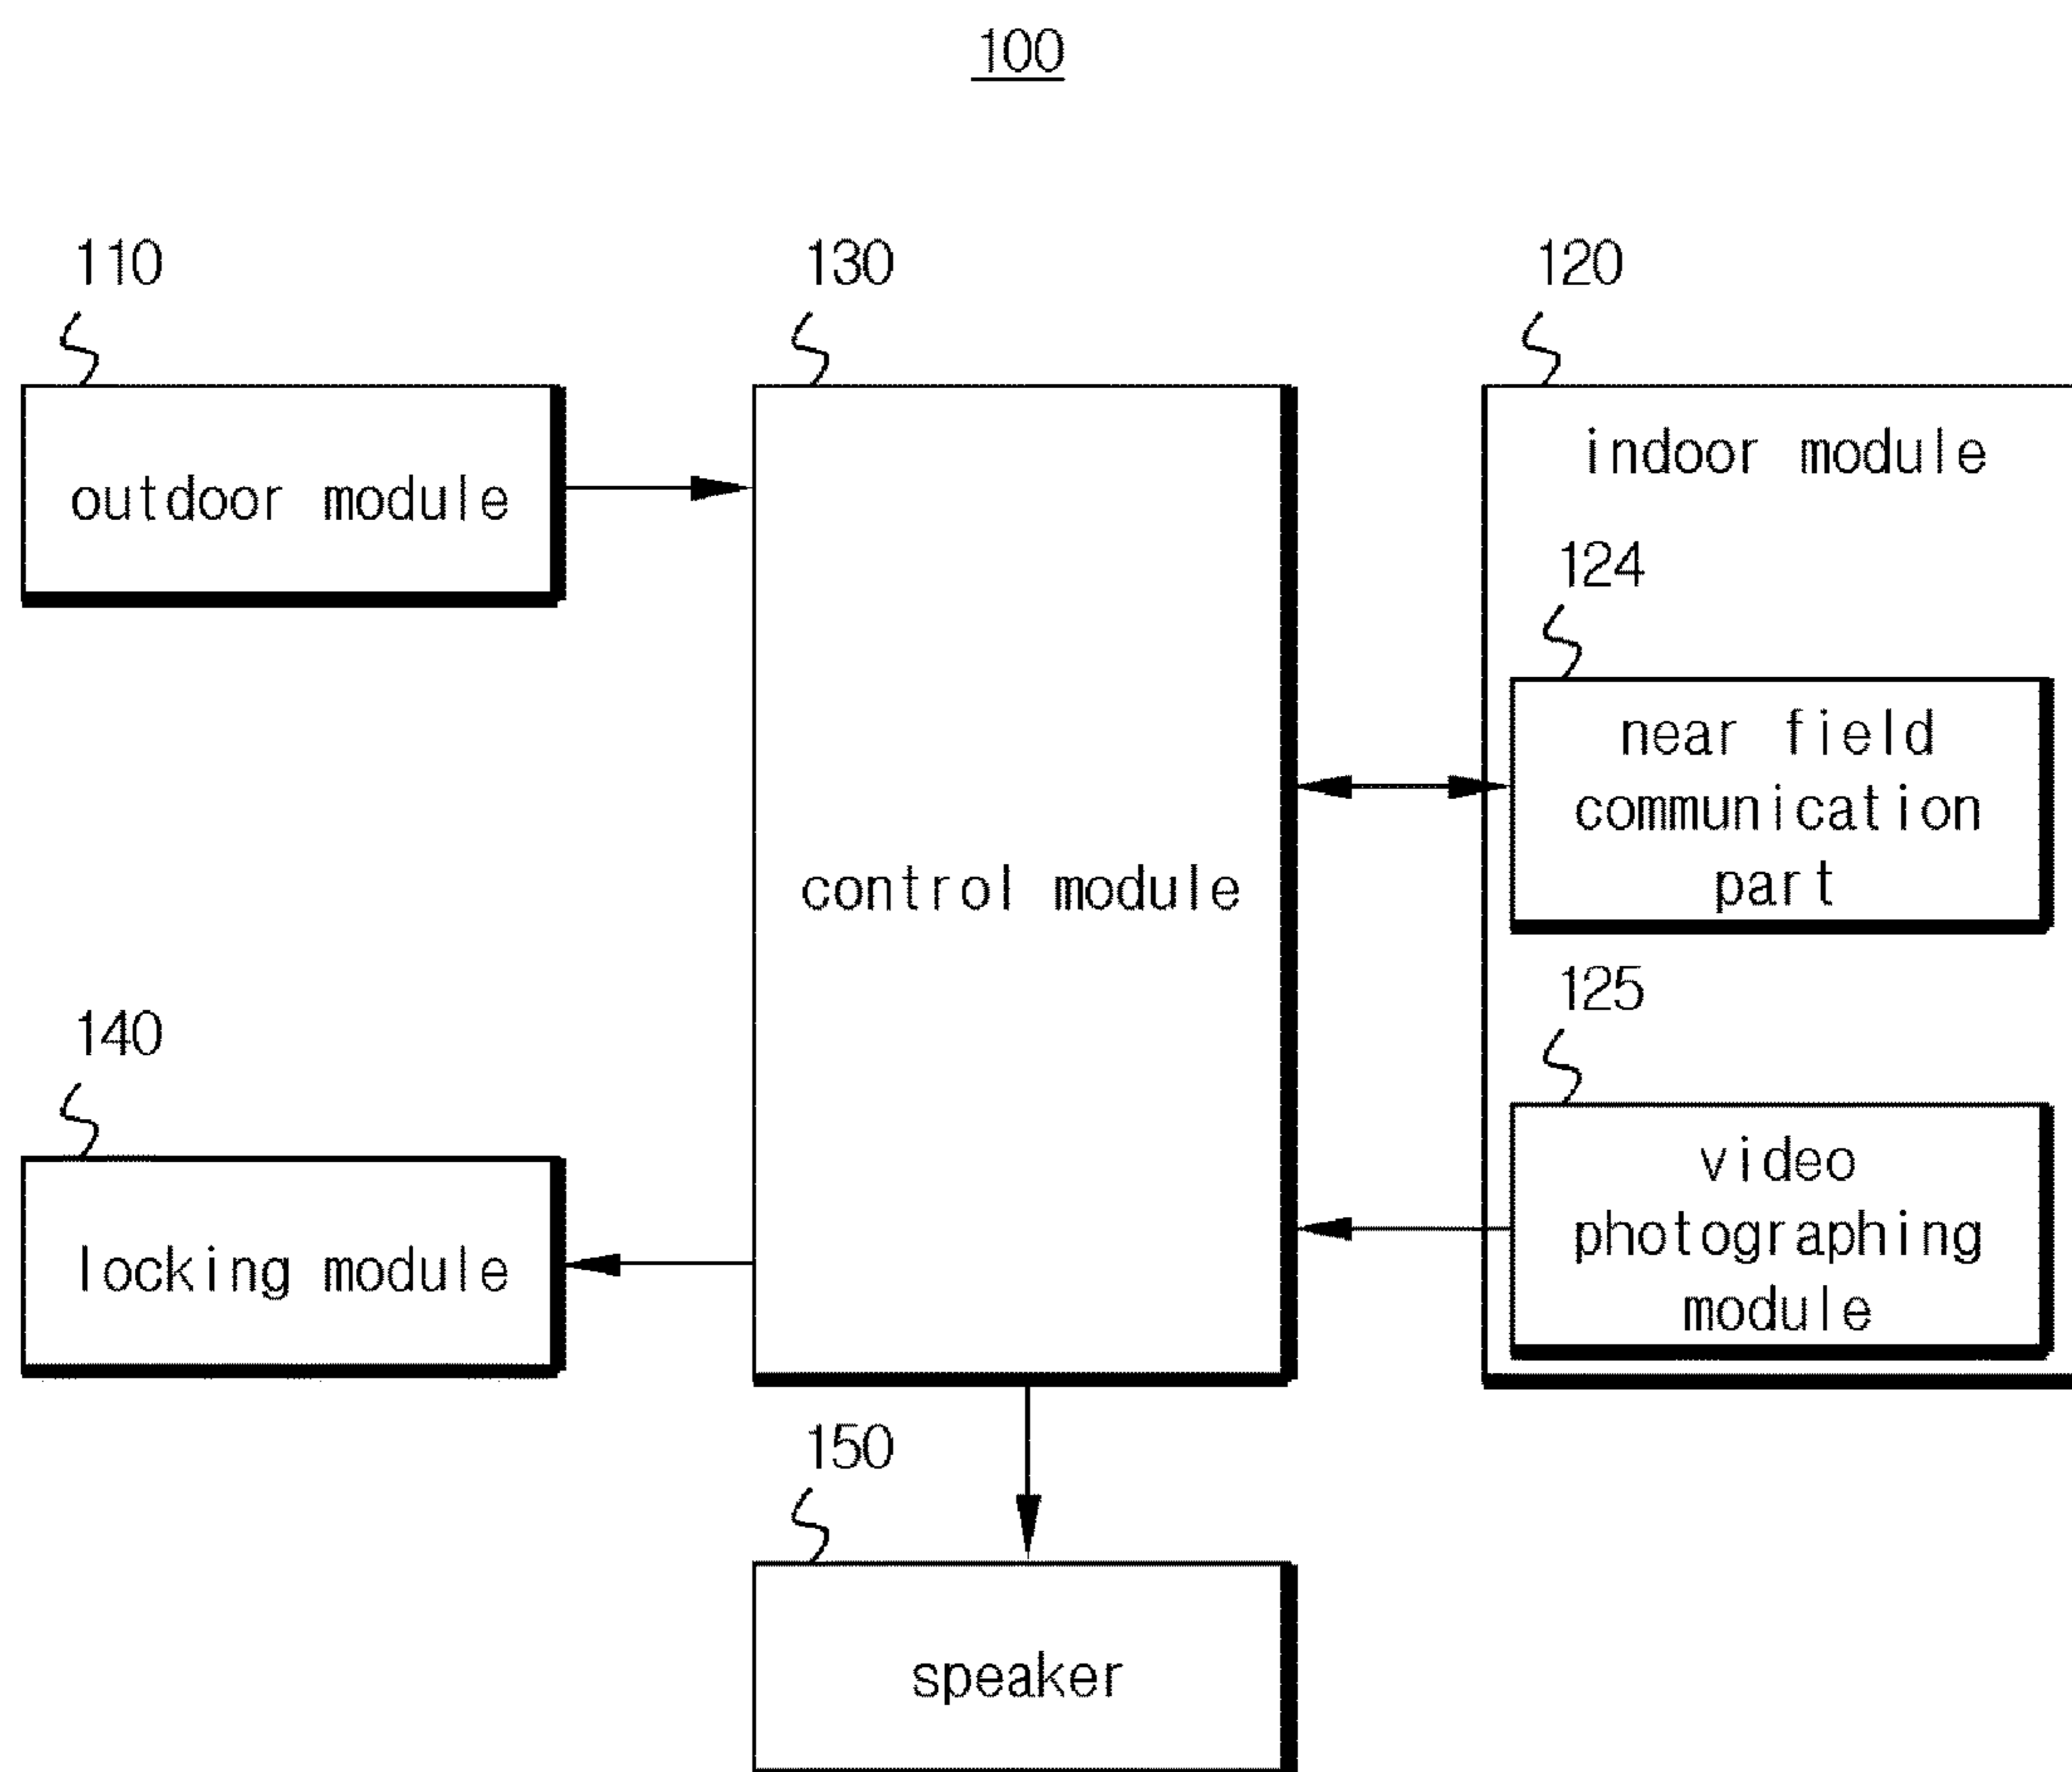 100
110
130
120
outdoor module
indoor module
124
near field
communication
part
control module
125
140
video
photographing
module
locking module
150
speaker